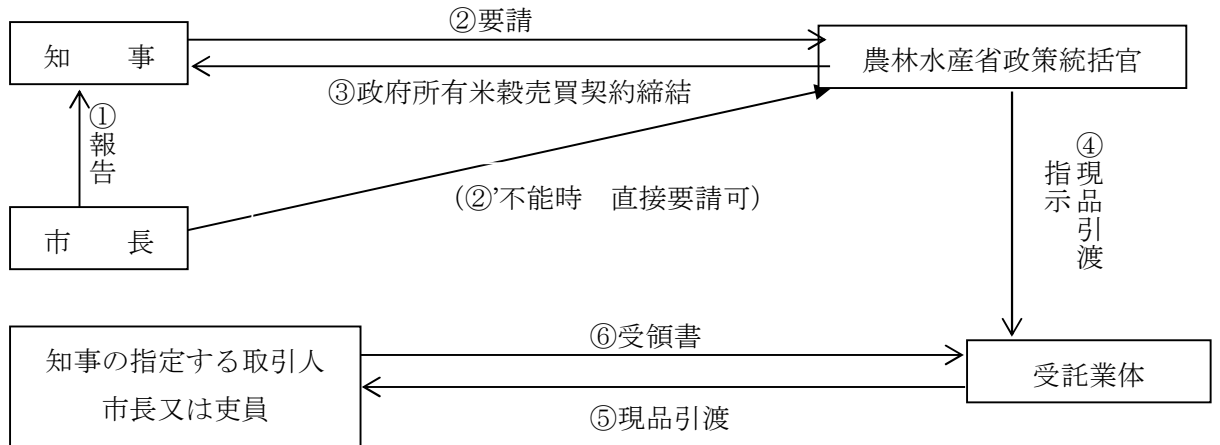 ②要請
知　　事
農林水産省政策統括官
③政府所有米穀売買契約締結
①報告
④現品引渡
指示
(②’不能時　直接要請可)
市　　長
知事の指定する取引人
市長又は吏員
⑥受領書
受託業体
⑤現品引渡